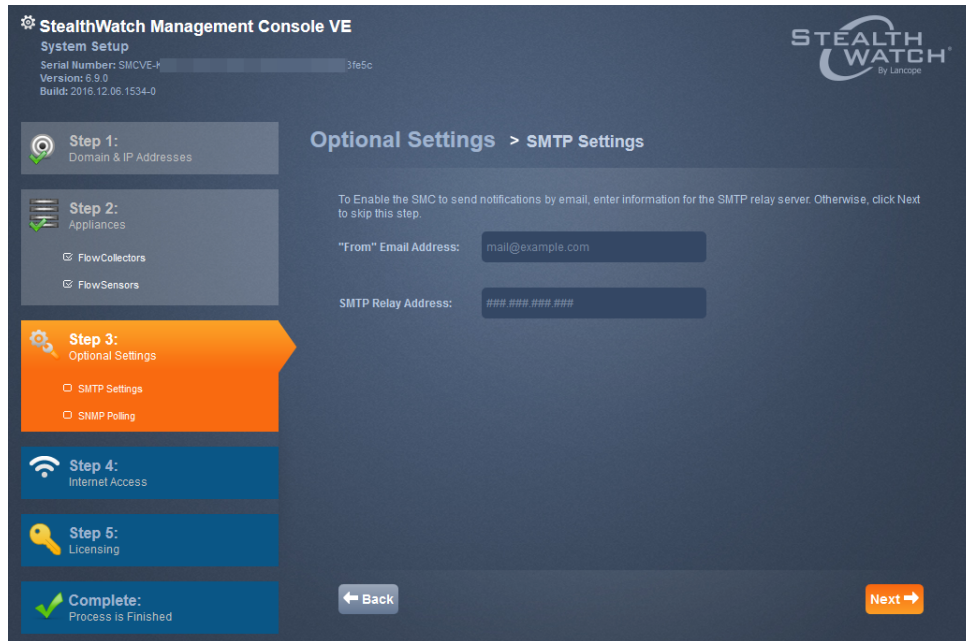 StealthWatch Management Console VE
System Setup
Serial Number: SMCVE-K 3fe5c
Version: 6.9.0
Build: 2016.12.06.1534-0
STEALTH
WATCH
By Lancope
Step 1:
Domain & IP Addresses
Step 2:
Appliances
FlowCollectors
FlowSensors
Step 3:
Optional Settings
SMTP Settings
SNMP Polling
Step 4:
Internet Access
Step 5:
Licensing
Complete:
Process is Finished
Optional Settings > SMTP Settings
To Enable the SMC to send notifications by email, enter information for the SMTP relay server. Otherwise, click Next
to skip this step.
"From" Email Address: mail@example.com
SMTP Relay Address: ###.###.###.###
Back
Next